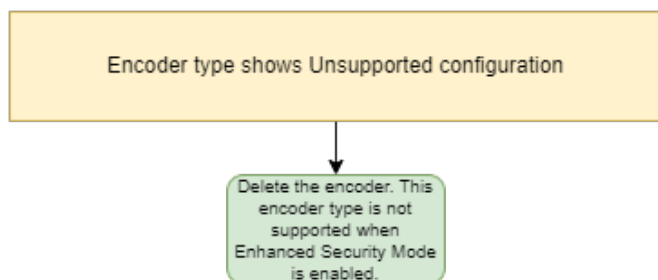 Encoder type shows Unsupported configuration
Delete the encoder. This
encoder type is not
supported when
Enhanced Security Mode
is enabled.